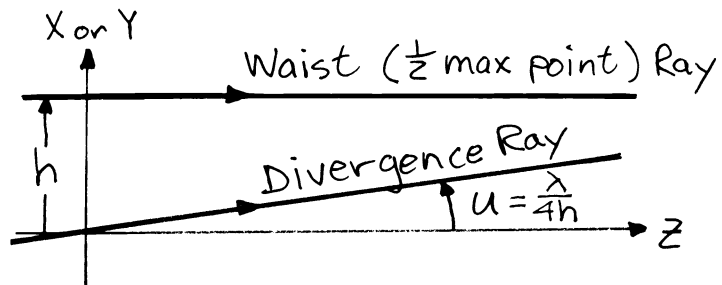 X or Y
Waist (½ max point) Ray
h
Divergence Ray
u = λ/4h
Z